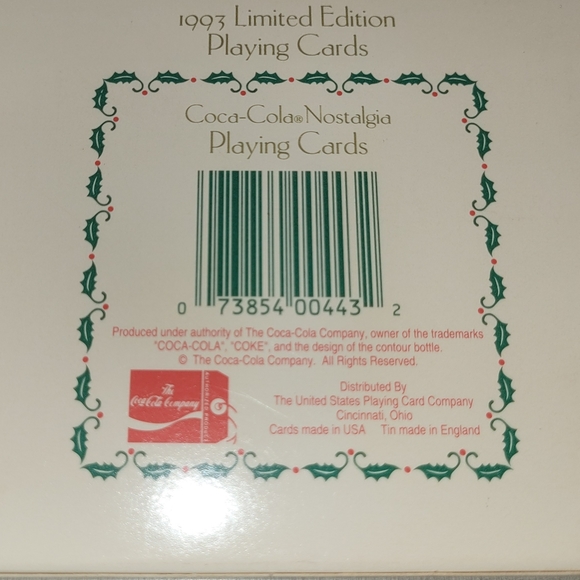 1993 Limited Edition
Playing Cards
Coca-Cola® Nostalgia
Playing Cards
0 73854 00443 2
Produced under authority of The Coca-Cola Company, owner of the trademarks
"COCA-COLA", "COKE", and the design of the contour bottle.
© The Coca-Cola Company. All Rights Reserved.
The
Coca-Cola Company
AUTHORIZED PRODUCT
Distributed By
The United States Playing Card Company
Cincinnati, Ohio
Cards made in USA Tin made in England